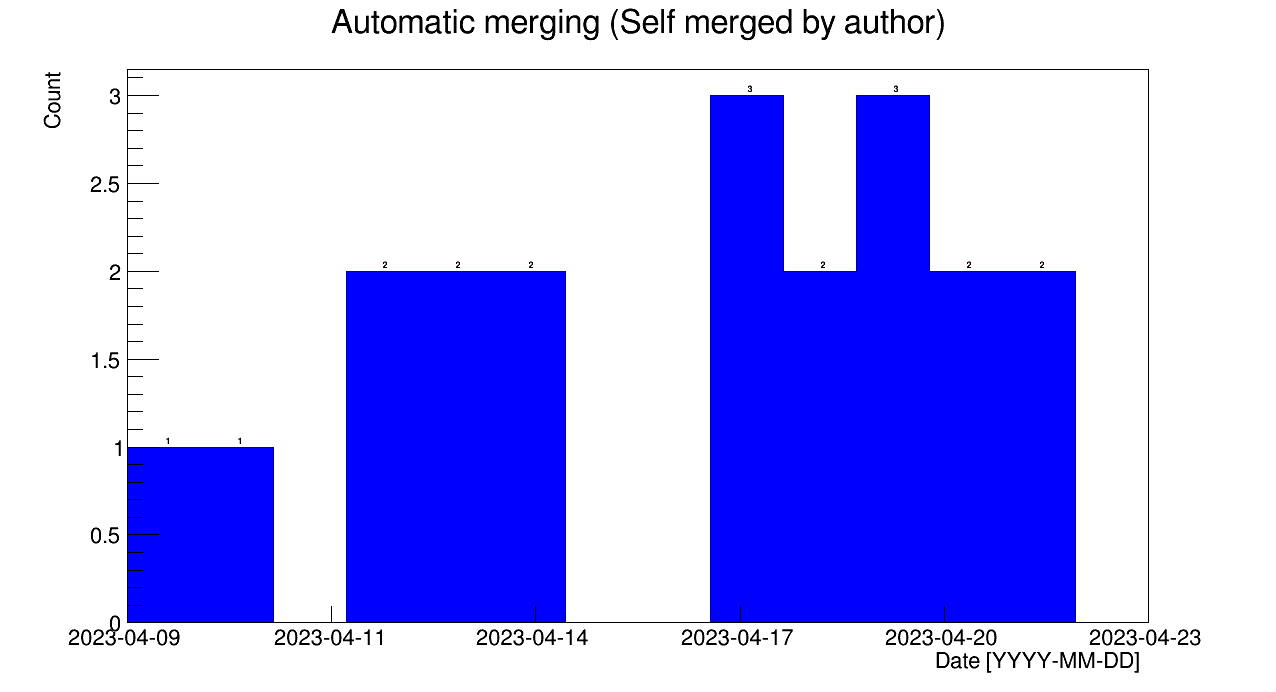 Automatic merging (Self merged by author)
Count
3
2.5
2
1.5
1
0.5
0
1 1 2 2 2 3 2 3 2 2
2023-04-09 2023-04-11 2023-04-14 2023-04-17 2023-04-20 2023-04-23
Date [YYYY-MM-DD]